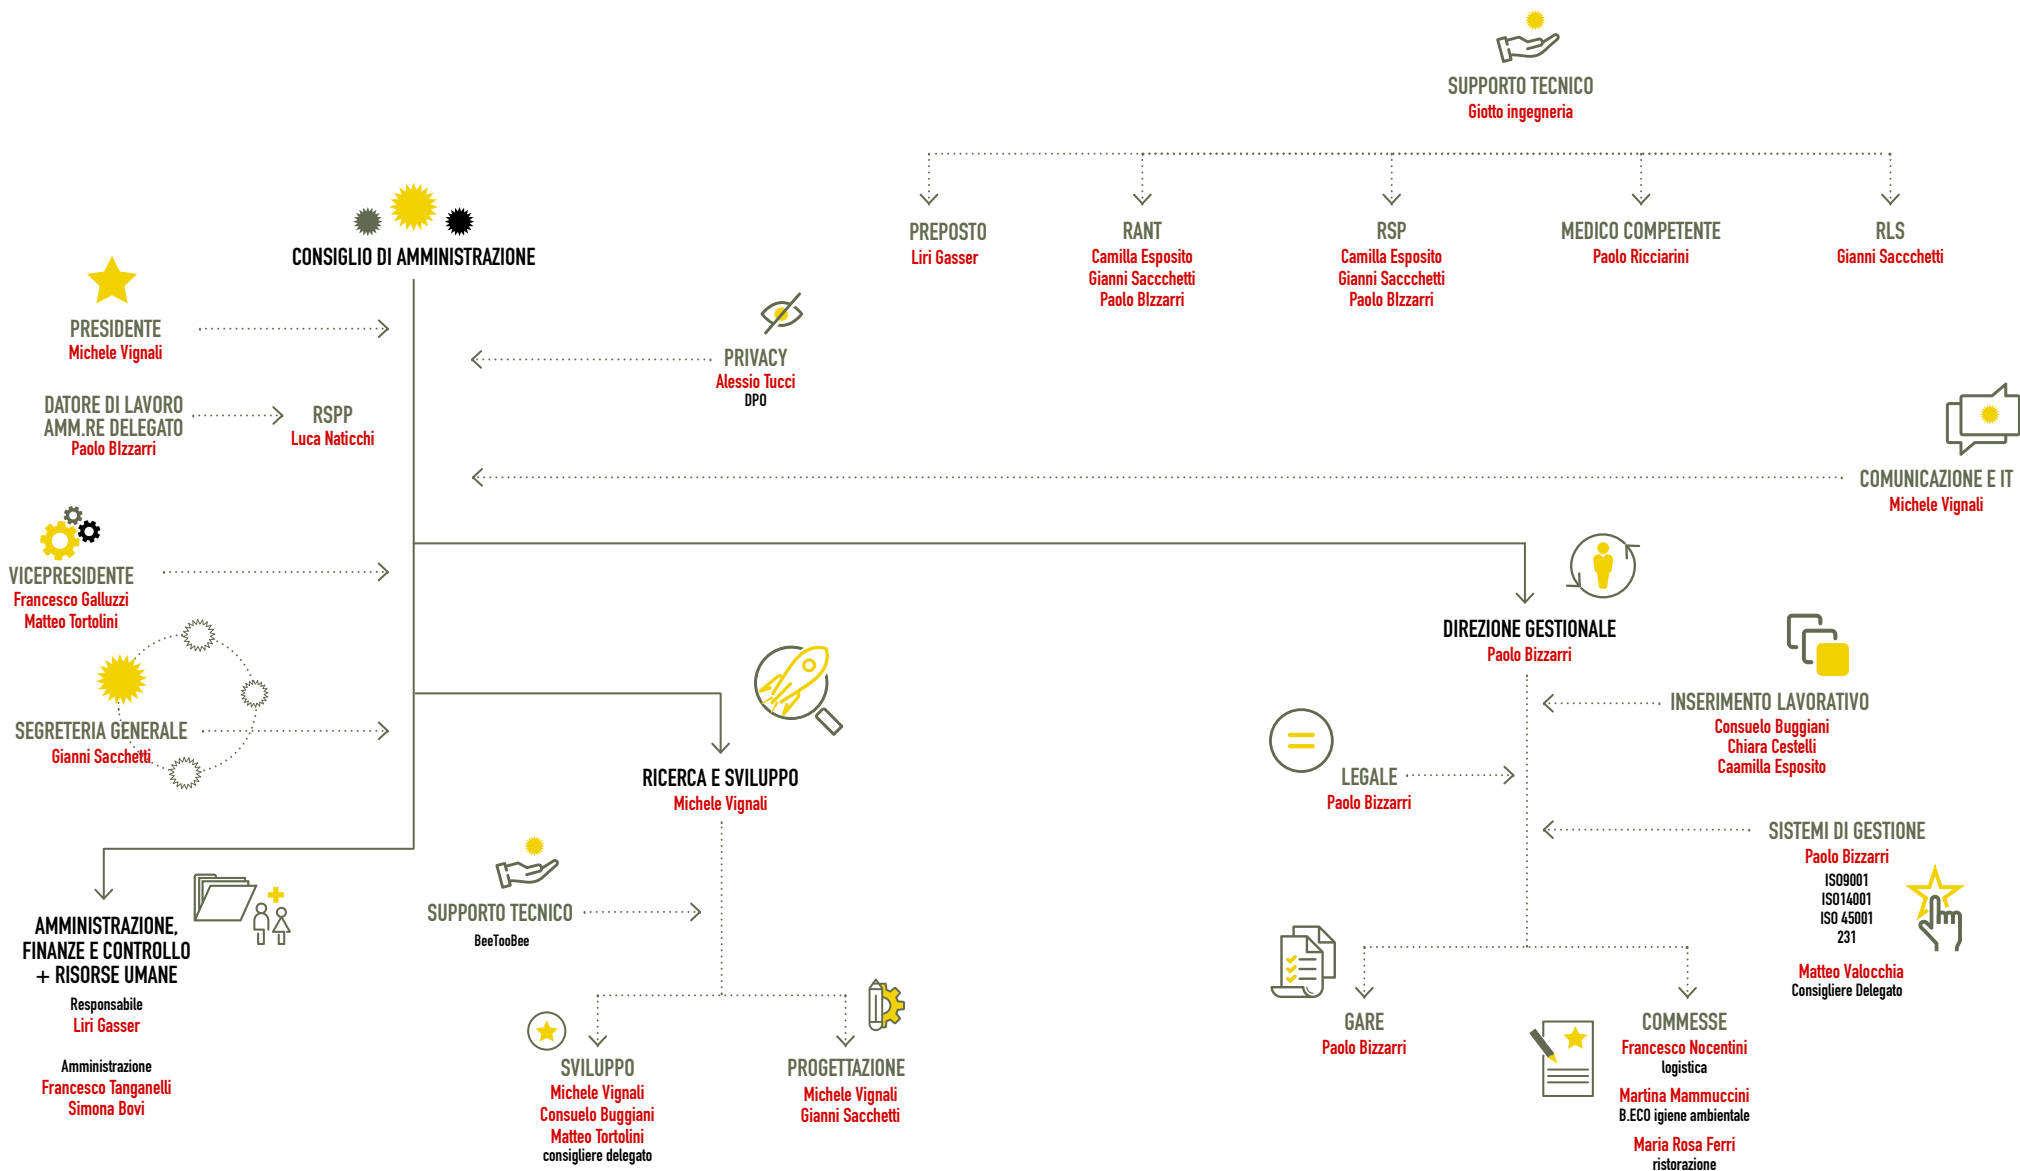 SUPPORTO TECNICO
Giotto ingegneria
PREPOSTO
Liri Gasser
RANT
Camilla Esposito
Gianni Saccchetti
Paolo BIzzarri
RSP
Camilla Esposito
Gianni Saccchetti
Paolo BIzzarri
MEDICO COMPETENTE
Paolo Ricciarini
RLS
Gianni Saccchetti
CONSIGLIO DI AMMINISTRAZIONE
PRESIDENTE
Michele Vignali
PRIVACY
Alessio Tucci
DPO
DATORE DI LAVORO
AMM.RE DELEGATO
Paolo BIzzarri
RSPP
Luca Naticchi
COMUNICAZIONE E IT
Michele Vignali
VICEPRESIDENTE
Francesco Galluzzi
Matteo Tortolini
SEGRETERIA GENERALE
Gianni Sacchetti
DIREZIONE GESTIONALE
Paolo Bizzarri
INSERIMENTO LAVORATIVO
Consuelo Buggiani
Chiara Cestelli
Caamilla Esposito
LEGALE
Paolo Bizzarri
SISTEMI DI GESTIONE
Paolo Bizzarri
ISO9001
ISO14001
ISO 45001
231
Matteo Valocchia
Consigliere Delegato
RICERCA E SVILUPPO
Michele Vignali
SUPPORTO TECNICO
BeeTooBee
AMMINISTRAZIONE,
FINANZE E CONTROLLO
+ RISORSE UMANE
Responsabile
Liri Gasser
Amministrazione
Francesco Tanganelli
Simona Bovi
SVILUPPO
Michele Vignali
Consuelo Buggiani
Matteo Tortolini
consigliere delegato
PROGETTAZIONE
Michele Vignali
Gianni Sacchetti
GARE
Paolo Bizzarri
COMMESSE
Francesco Nocentini
logistica
Martina Mammuccini
B.ECO igiene ambientale
Maria Rosa Ferri
ristorazione